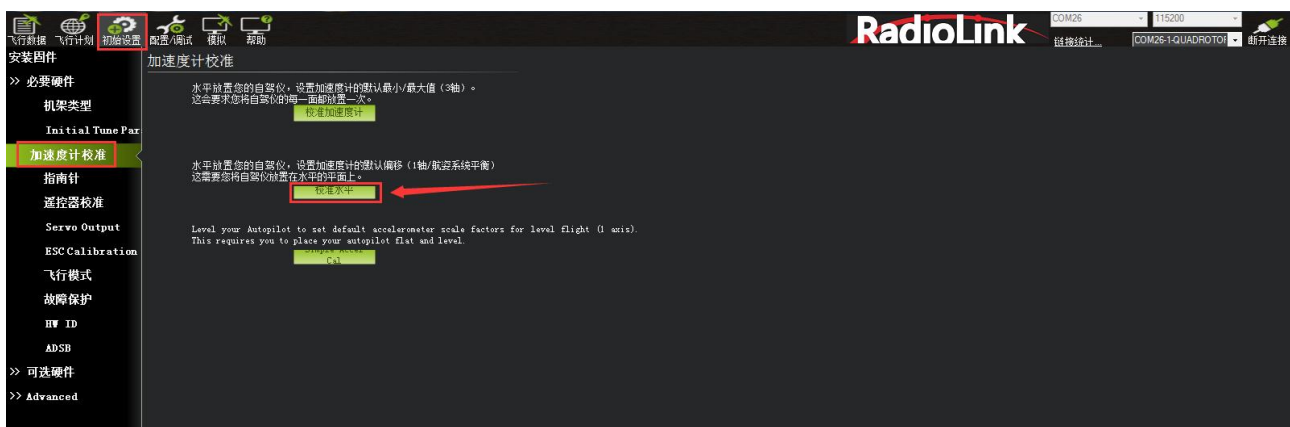 飞行数据 飞行计划 初始设置 配置/调试 模拟 帮助
RadioLink
COM26 115200
链接统计... COM26-1-QUADROTOR 断开连接
安装固件
>> 必要硬件
机架类型
Initial Tune Par
加速度计校准
指南针
遥控器校准
Servo Output
ESC Calibration
飞行模式
故障保护
HW ID
ADSB
>> 可选硬件
>> Advanced
加速度计校准
水平放置您的自驾仪，设置加速度计的默认最小/最大值（3轴）。
这会要求您将自驾仪的每一面都放置一次。
校准加速度计
水平放置您的自驾仪，设置加速度计的默认偏移（1轴/航姿系统平衡）
这需要您将自驾仪放置在水平的平面上。
校准水平
Level your Autopilot to set default accelerometer scale factors for level flight (1 axis).
This requires you to place your autopilot flat and level.
Simple Accel
Cal